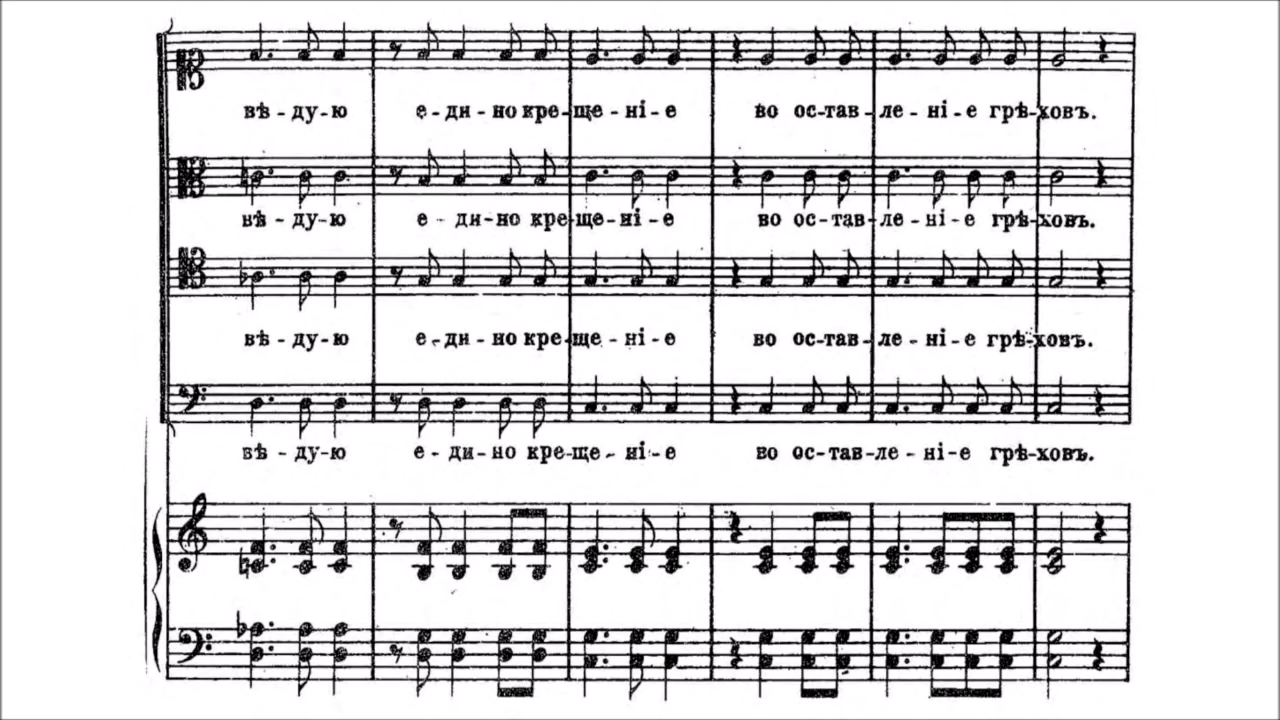 вѣ - ду-ю е - ди - но кре-ще - ні - е во ос-тав - ле - ні - е грѣ-ховъ.
вѣ - ду-ю е - ди-но кре-ще-ні - е во ос-тав-ле - ні - е грѣ-ховъ.
вѣ - ду-ю е - ди - но кре-ще - ні - е во ос-тав - ле - ні - е грѣ-ховъ.
вѣ - ду-ю е - ди-но кре-ще - ні - е во ос-тав-ле - ні-е грѣ-ховъ.